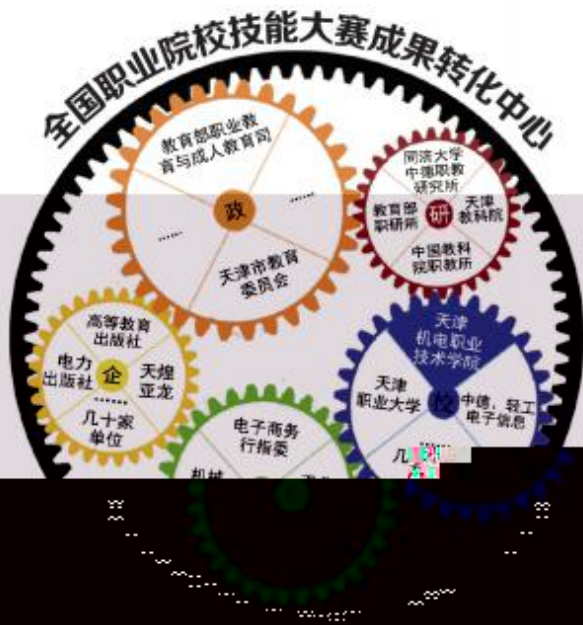 全国职业院校技能大赛成果转化中心
教育部职业教
育与成人教育司
政
……
……
天津市教育
委员会
同济大学
中德职教
研究所
教育部
职研所
研
天津
教科院
中国教科
院职教所
高等教育
出版社
电力
出版社
企
天煌
亚龙
……
几十家
单位
天津
机电职业
技术学院
天津
职业大学
校
中德、轻工
电子信息
……
电子商务
行指委
机械